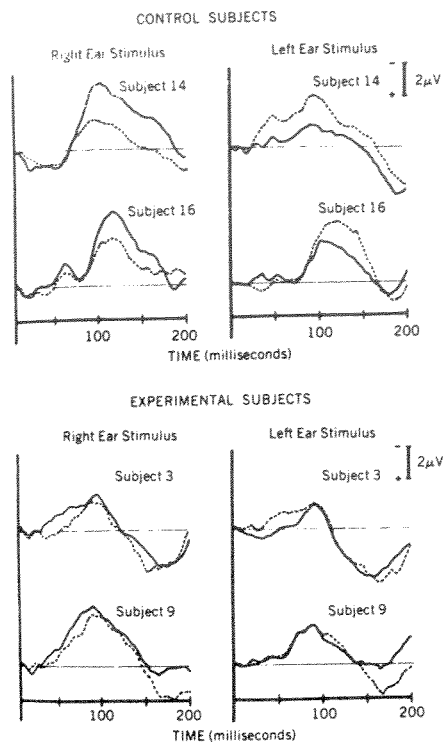 CONTROL SUBJECTS
Right Ear Stimulus
Left Ear Stimulus
Subject 14
Subject 14
- + 2μV
Subject 16
Subject 16
100 200
100 200
TIME (milliseconds)
EXPERIMENTAL SUBJECTS
Right Ear Stimulus
Left Ear Stimulus
Subject 3
Subject 3
- + 2μV
Subject 9
Subject 9
100 200
100 200
TIME (milliseconds)